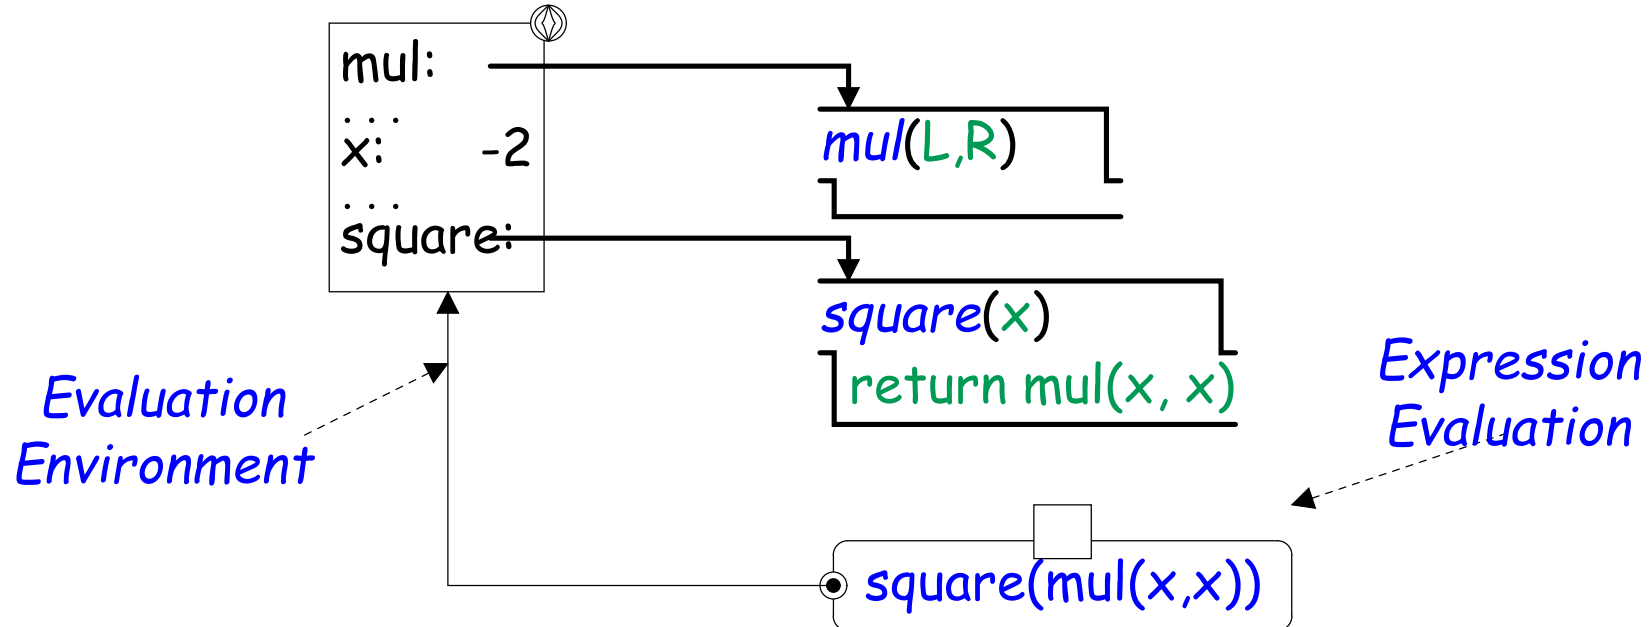 mul:
. . .
x: -2
. . .
square:
mul(L,R)
square(x)
return mul(x, x)
Evaluation
Environment
Expression
Evaluation
square(mul(x,x))